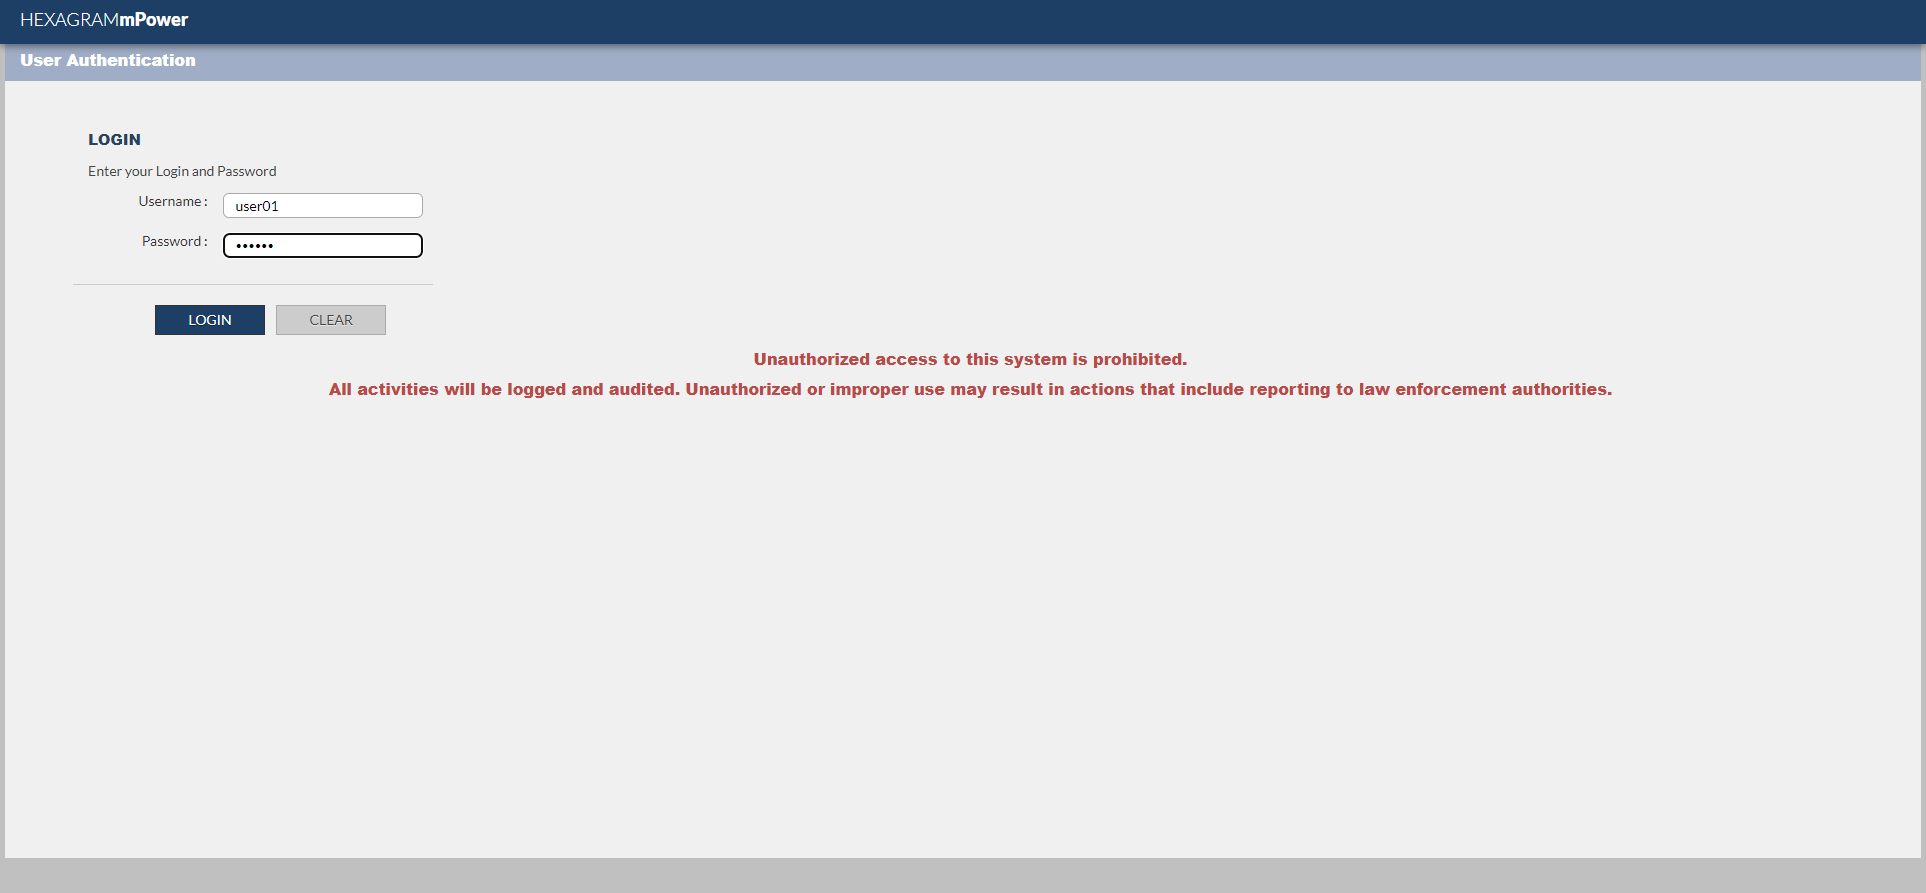 HEXAGRAMmPower
User Authentication
LOGIN
Enter your Login and Password
Username : user01
Password : ••••••
LOGIN CLEAR
Unauthorized access to this system is prohibited.
All activities will be logged and audited. Unauthorized or improper use may result in actions that include reporting to law enforcement authorities.